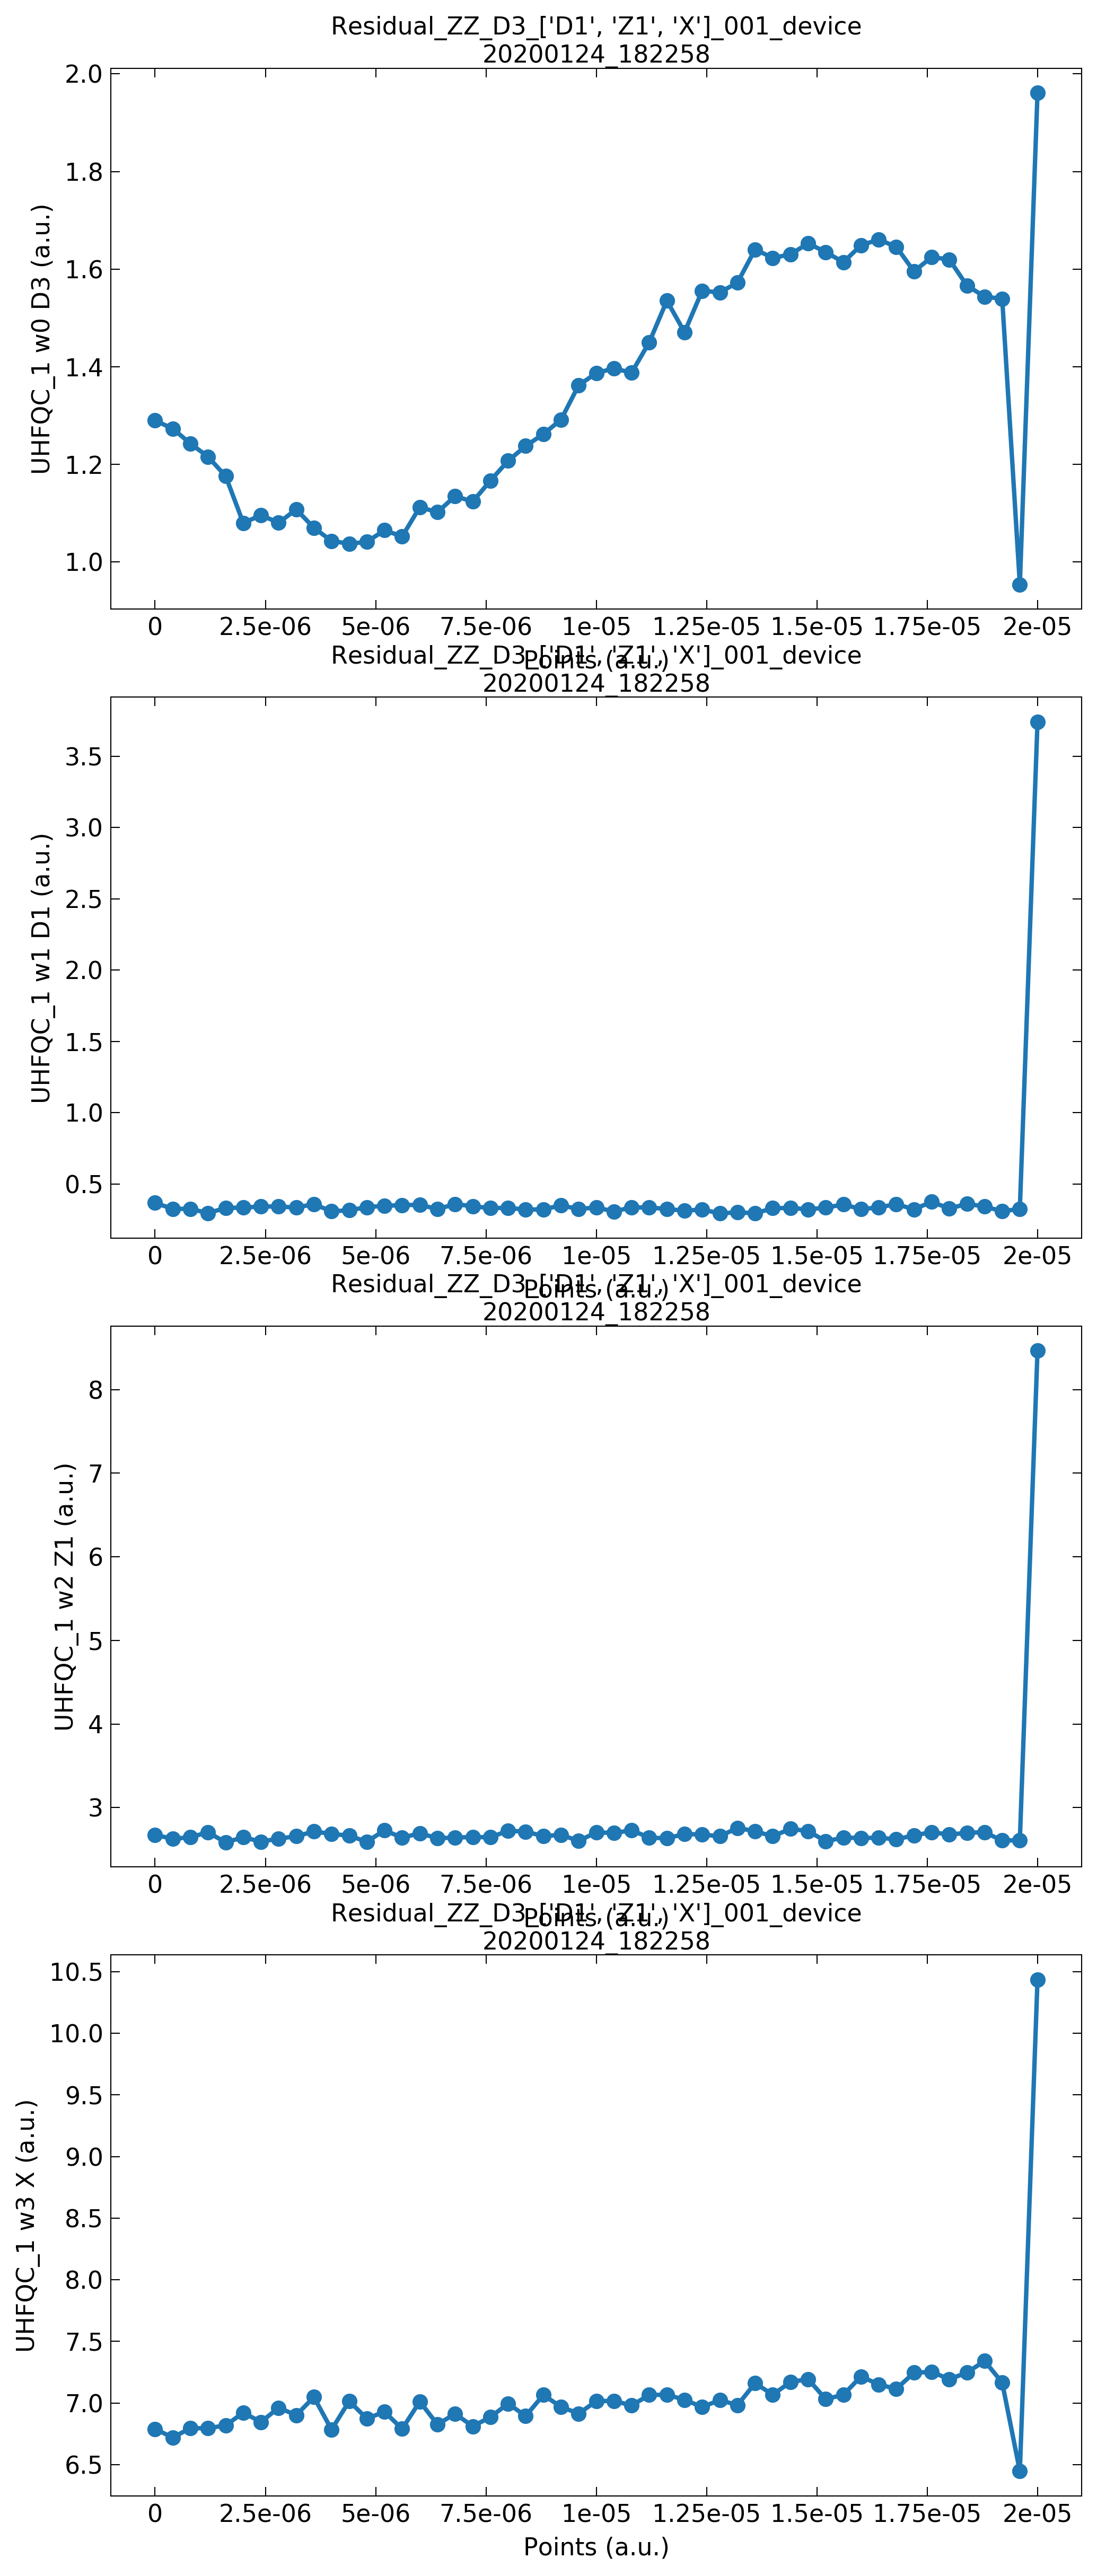 Residual_ZZ_D3_['D1', 'Z1', 'X']_001_device
20200124_182258
UHFQC_1 w0 D3 (a.u.)
2.0
1.8
1.6
1.4
1.2
1.0
0 2.5e-06 5e-06 7.5e-06 1e-05 1.25e-05 1.5e-05 1.75e-05 2e-05
Points (a.u.)
Residual_ZZ_D3_['D1', 'Z1', 'X']_001_device
20200124_182258
UHFQC_1 w1 D1 (a.u.)
3.5
3.0
2.5
2.0
1.5
1.0
0.5
0 2.5e-06 5e-06 7.5e-06 1e-05 1.25e-05 1.5e-05 1.75e-05 2e-05
Points (a.u.)
Residual_ZZ_D3_['D1', 'Z1', 'X']_001_device
20200124_182258
UHFQC_1 w2 Z1 (a.u.)
8
7
6
5
4
3
0 2.5e-06 5e-06 7.5e-06 1e-05 1.25e-05 1.5e-05 1.75e-05 2e-05
Points (a.u.)
Residual_ZZ_D3_['D1', 'Z1', 'X']_001_device
20200124_182258
UHFQC_1 w3 X (a.u.)
10.5
10.0
9.5
9.0
8.5
8.0
7.5
7.0
6.5
0 2.5e-06 5e-06 7.5e-06 1e-05 1.25e-05 1.5e-05 1.75e-05 2e-05
Points (a.u.)